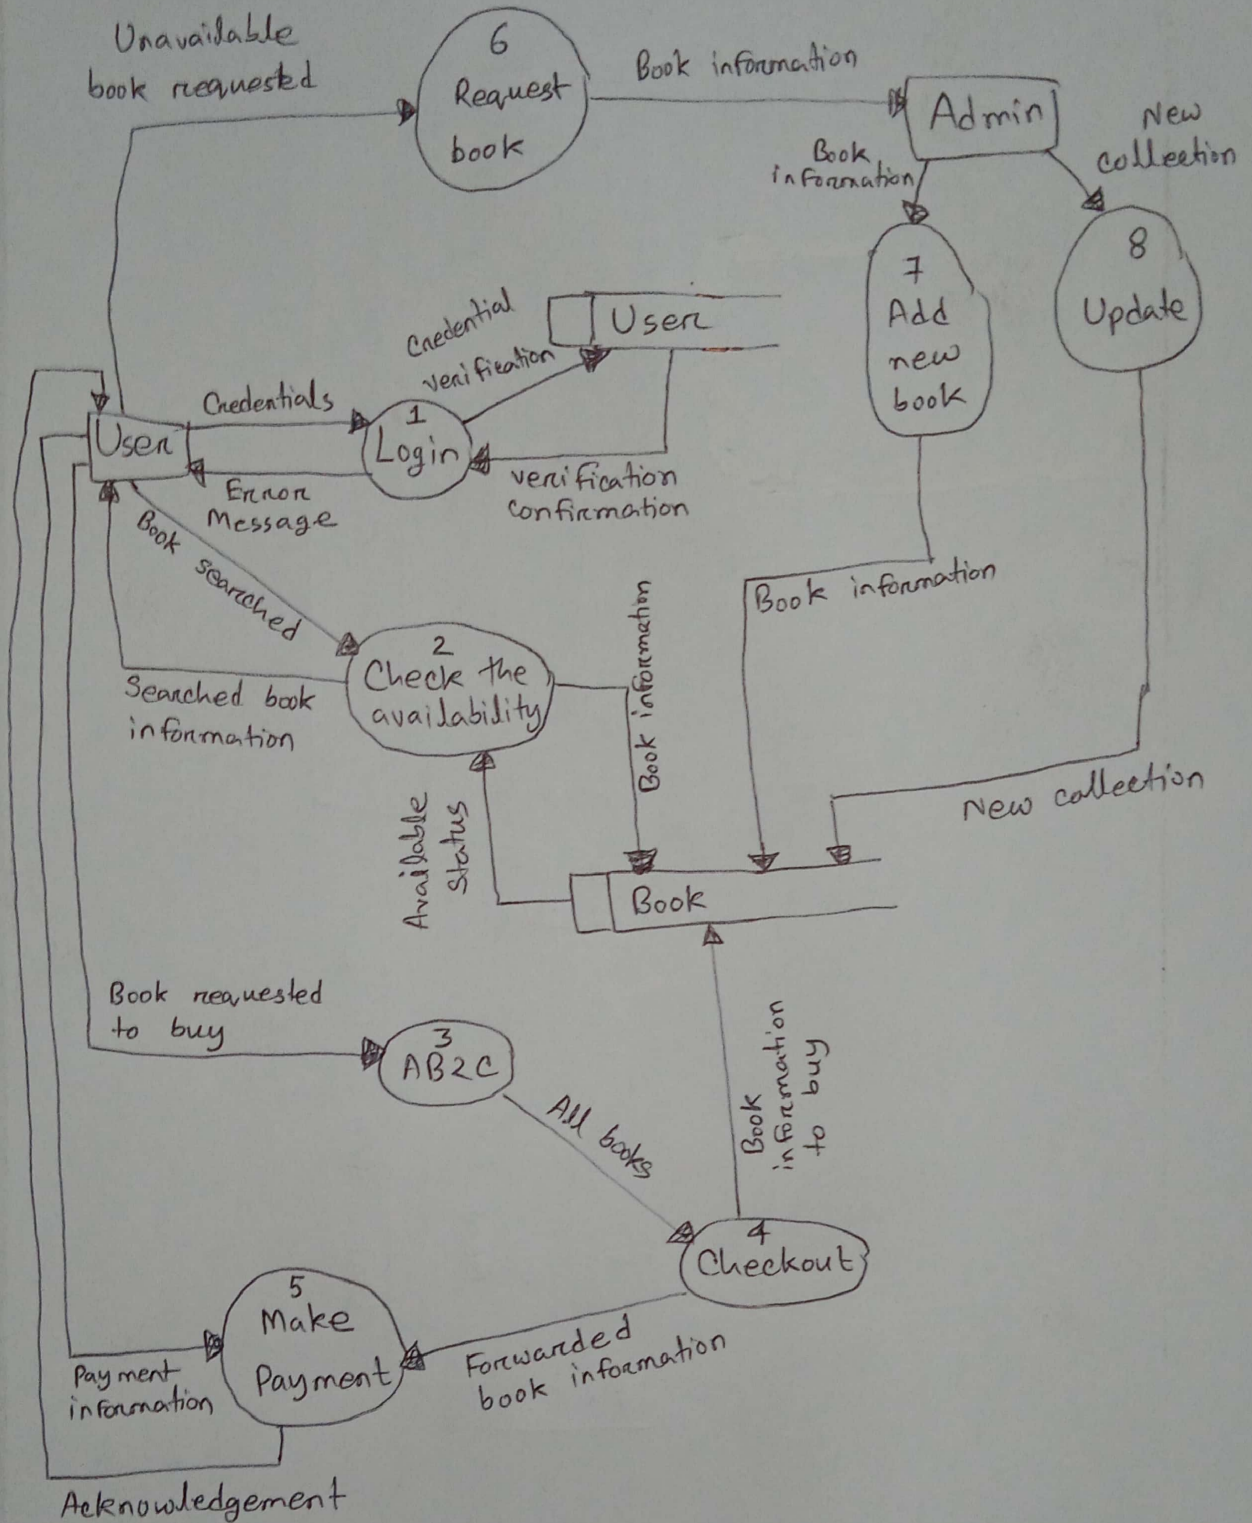 Unavailable
book requested
6
Request
book
Book information
Admin
New
collection
Book
information
7
Add
new
book
8
Update
Credential
verification
User
User
Credentials
1
Login
Error
Message
verification
confirmation
Book searched
2
Check the
availability
Searched book
information
Book information
Book information
New collection
Available
Status
Book
Book requested
to buy
3
AB2C
All books
Book
information
to buy
4
Checkout
5
Make
Payment
Payment
information
Forwarded
book information
Acknowledgement